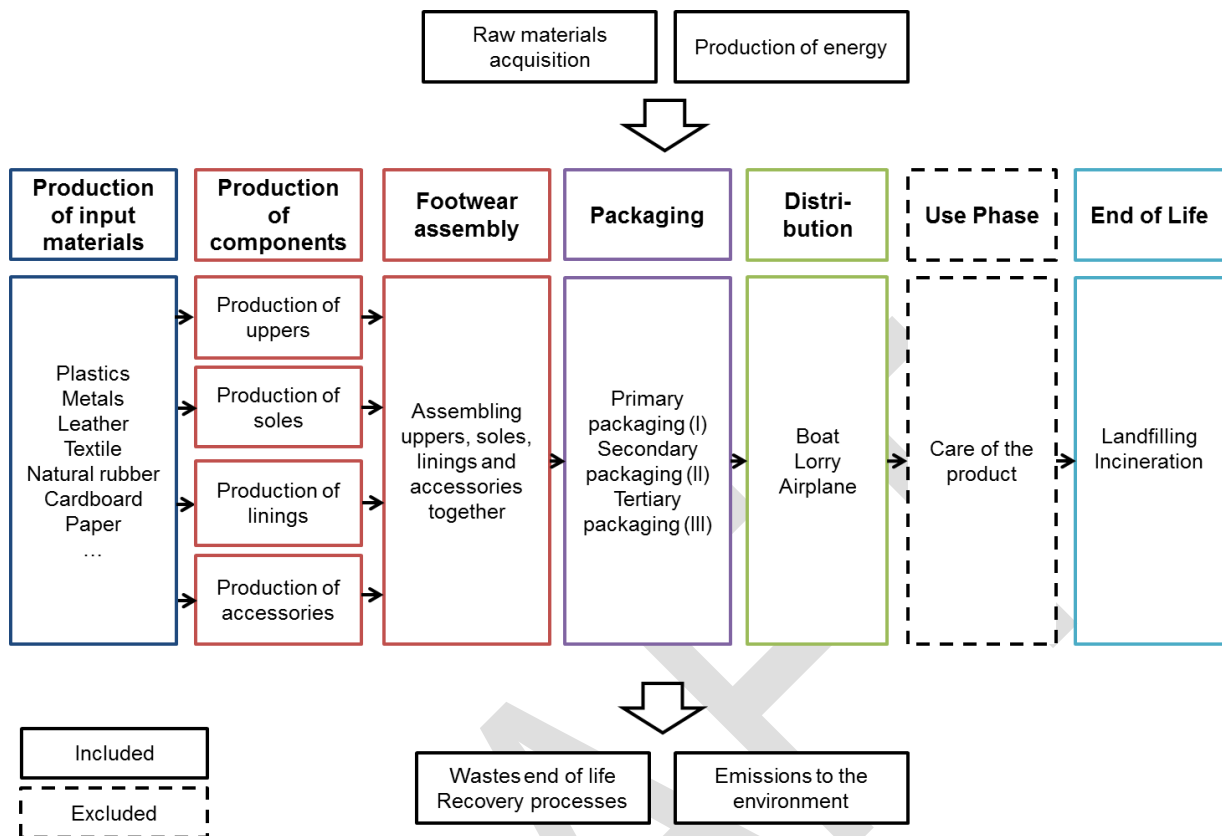 Raw materials
acquisition
Production of energy
Production
of input
materials
Production
of
components
Footwear
assembly
Packaging
Distri-
bution
Use Phase
End of Life
Plastics
Metals
Leather
Textile
Natural rubber
Cardboard
Paper
...
Production of
uppers
Production of
soles
Production of
linings
Production of
accessories
Assembling
uppers, soles,
linings and
accessories
together
Primary
packaging (I)
Secondary
packaging (II)
Tertiary
packaging (III)
Boat
Lorry
Airplane
Care of the
product
Landfilling
Incineration
Wastes end of life
Recovery processes
Emissions to the
environment
Included
Excluded